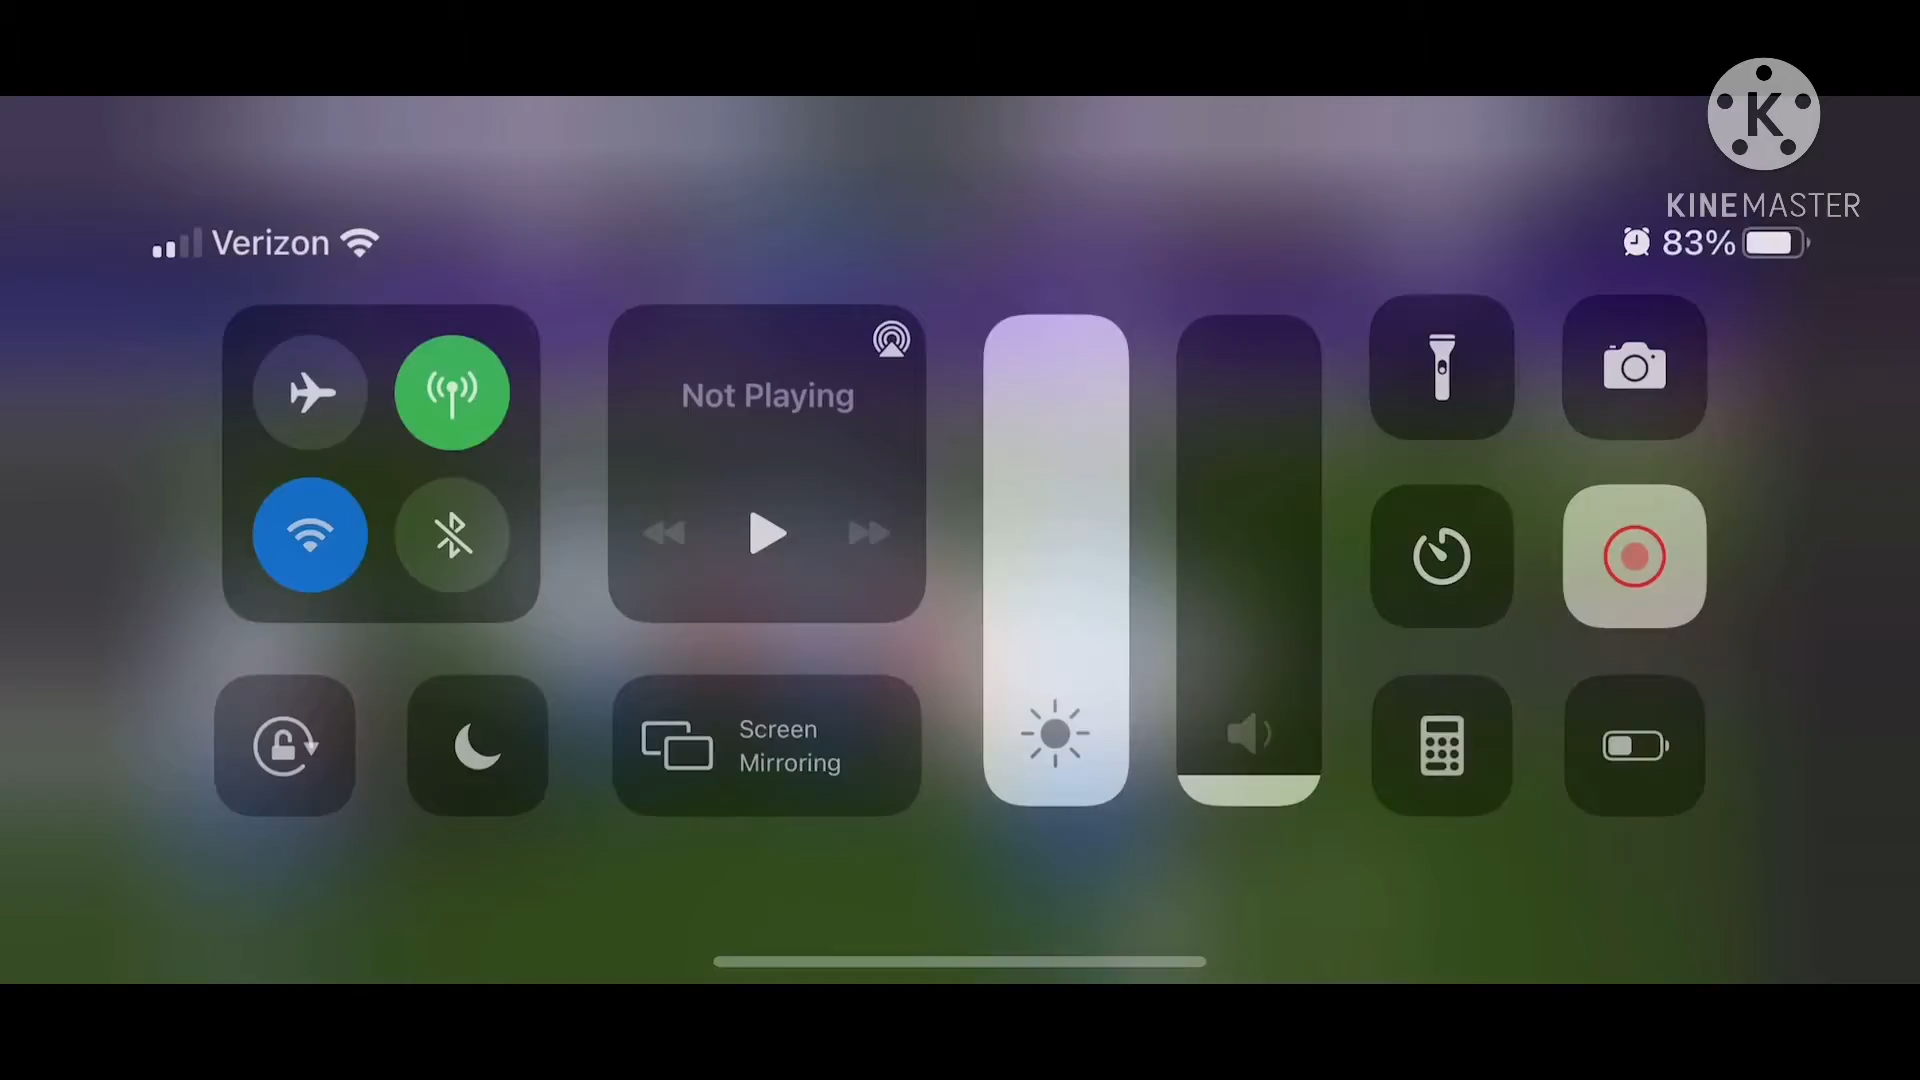 K
KINEMASTER
Verizon
83%
Not Playing
Screen
Mirroring